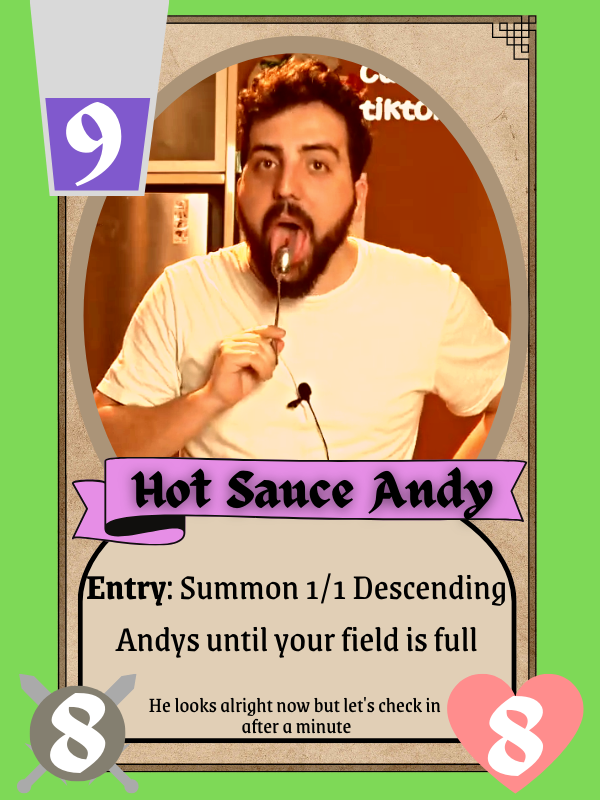 9
tikto
Hot Sauce Andy
Entry: Summon 1/1 Descending
Andys until your field is full
He looks alright now but let's check in
after a minute
8
8